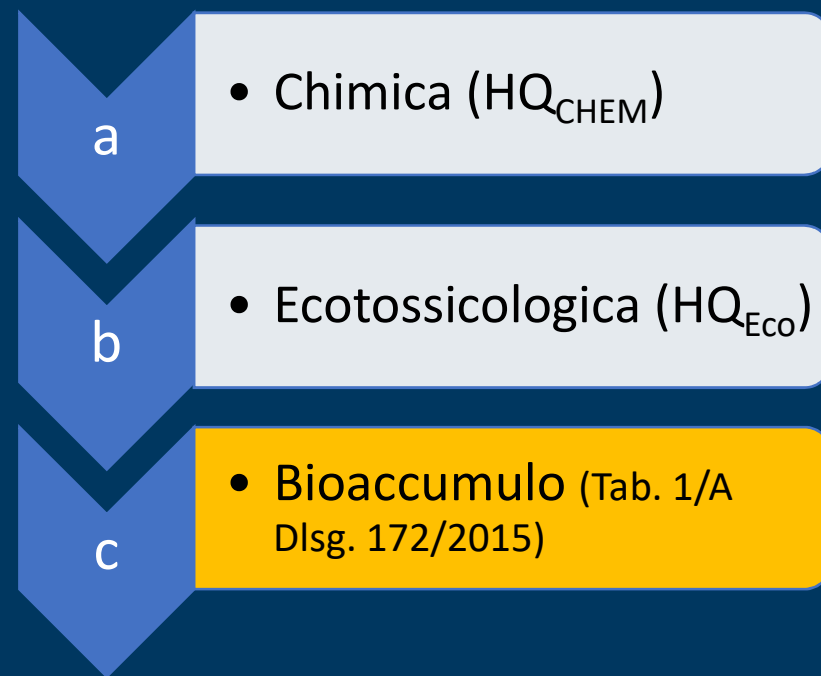 a
• Chimica (HQCHEM)
b
• Ecotossicologica (HQEco)
c
• Bioaccumulo (Tab. 1/A
Dlsg. 172/2015)